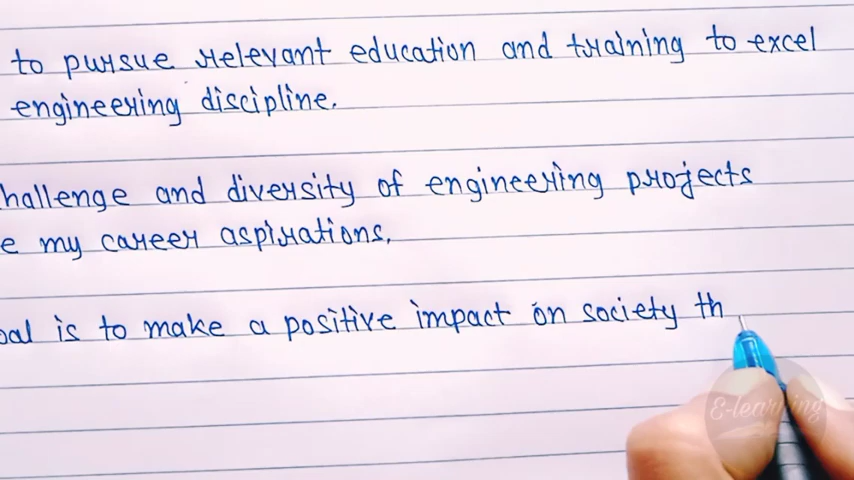 to pursue relevant education and training to excel
engineering discipline.
hallenge and diversity of engineering projects
e my career aspirations.
oal is to make a positive impact on society th
E-learning